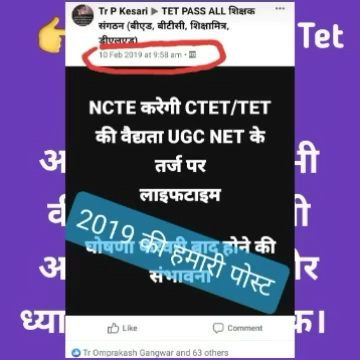 Tr P Kesari ▸ TET PASS ALL शिक्षक
संगठन (बीएड, बीटीसी, शिक्षामित्र,
डीएलएड)
10 Feb 2019 at 9:58 am •
Tet
NCTE करेगी CTET/TET
की वैद्यता UGC NET के
तर्ज पर
लाइफटाइम
घोषणा बाद होने की
संभावना
2019 की हमारी पोस्ट
Like Comment
Tr Omprakash Gangwar and 63 others